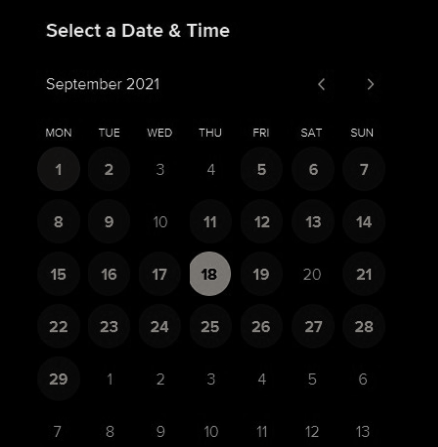 Select a Date & Time
September 2021
MON TUE WED THU FRI SAT SUN
1 2 3 4 5 6 7
8 9 10 11 12 13 14
15 16 17 18 19 20 21
22 23 24 25 26 27 28
29 1 2 3 4 5 6
7 8 9 10 11 12 13